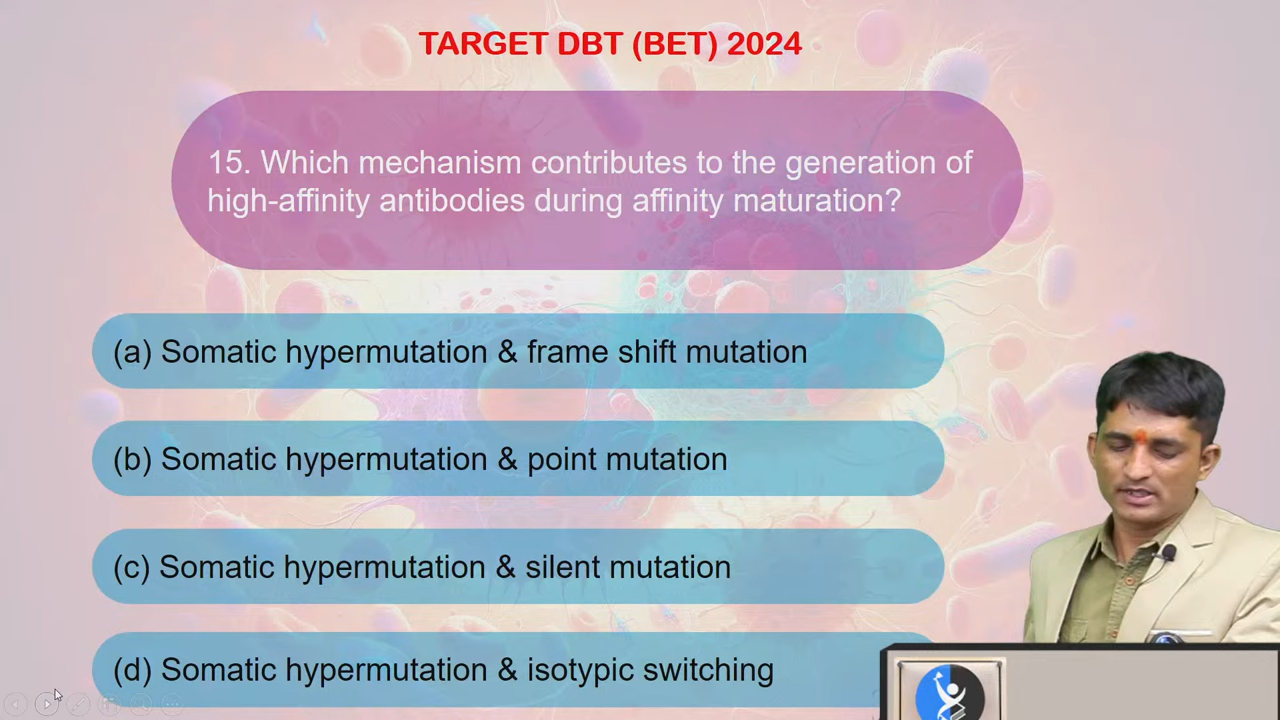 TARGET DBT (BET) 2024
15. Which mechanism contributes to the generation of
high-affinity antibodies during affinity maturation?
(a) Somatic hypermutation & frame shift mutation
(b) Somatic hypermutation & point mutation
(c) Somatic hypermutation & silent mutation
(d) Somatic hypermutation & isotypic switching